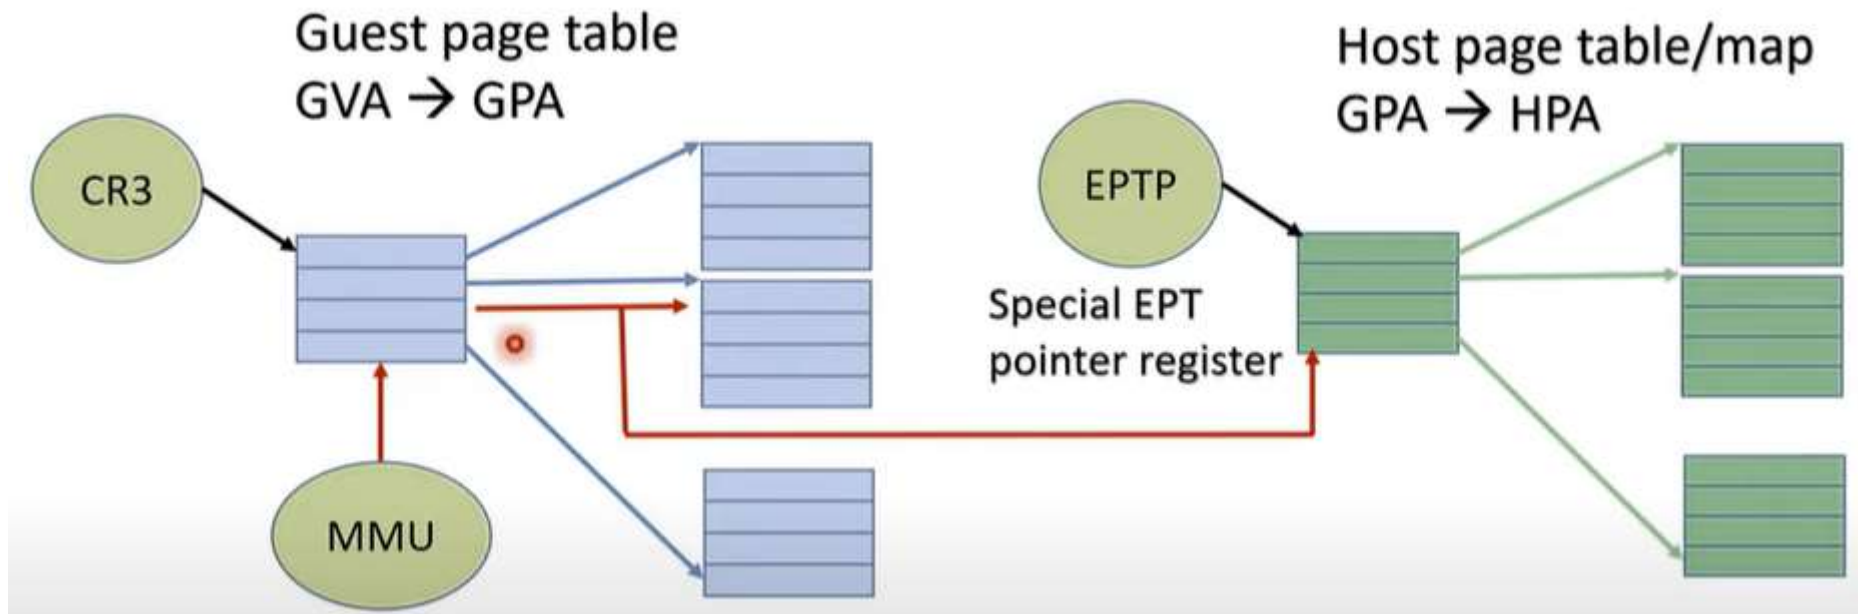 Guest page table
GVA → GPA
CR3
MMU
Host page table/map
GPA → HPA
EPTP
Special EPT
pointer register